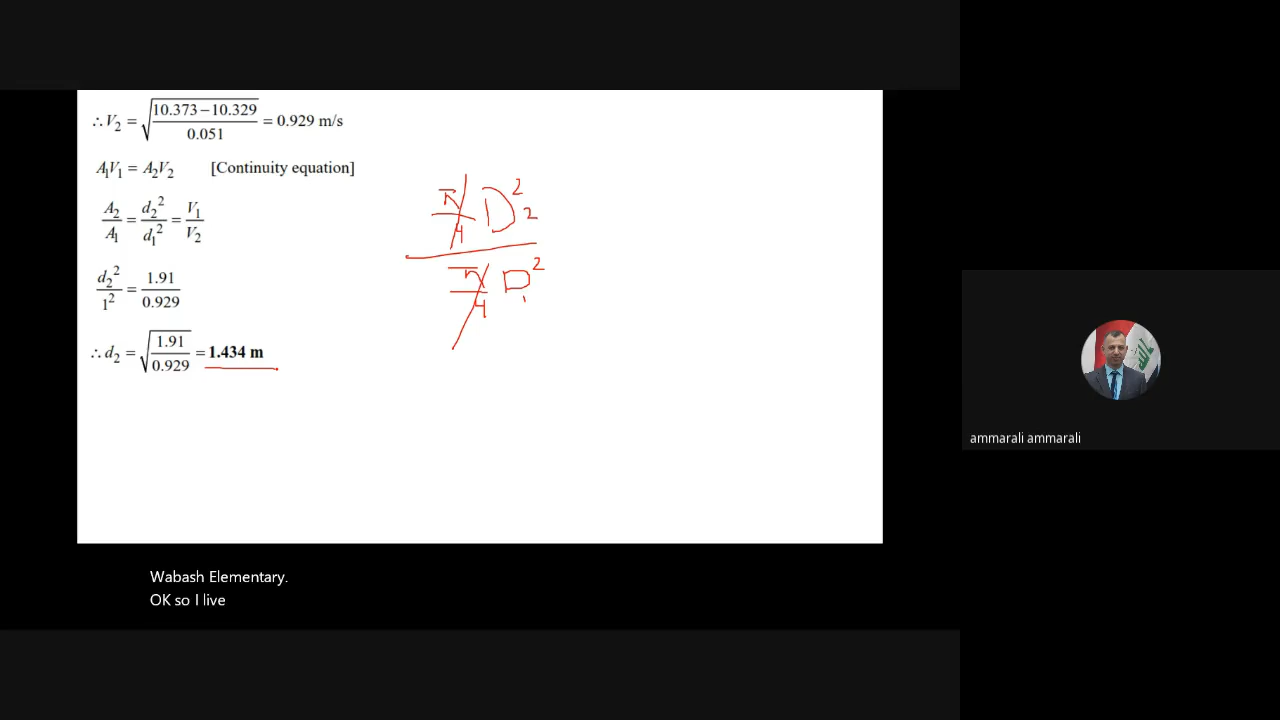 ∴ V₂ = √((10.373 − 10.329)/0.051) = 0.929 m/s
A₁V₁ = A₂V₂ [Continuity equation]
A₂/A₁ = d₂²/d₁² = V₁/V₂
d₂²/1² = 1.91/0.929
∴ d₂ = √(1.91/0.929) = 1.434 m
π/4 D₂²
π/4 D₁²
ammarali ammarali
Wabash Elementary.
OK so I live